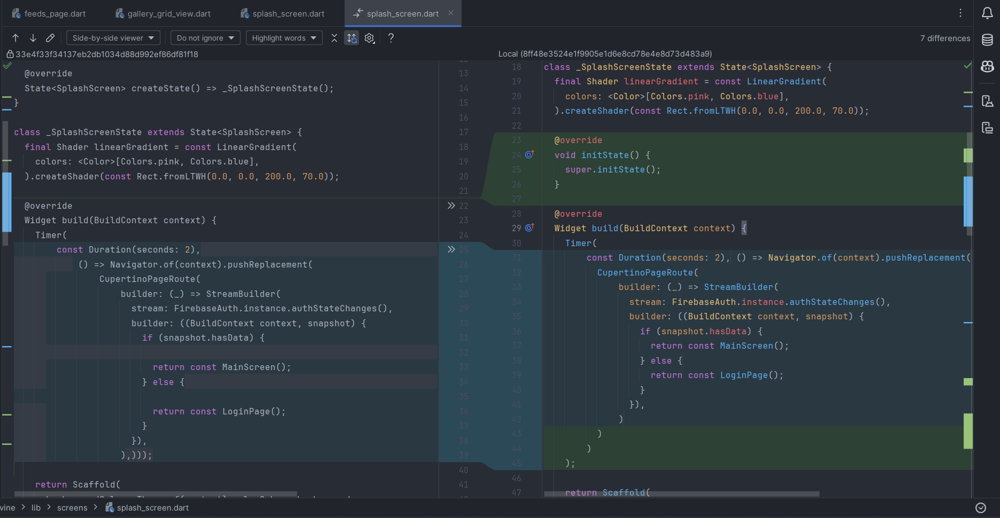 feeds_page.dart gallery_grid_view.dart splash_screen.dart splash_screen.dart
Side-by-side viewer Do not ignore Highlight words ? 7 differences
33e4f33f34137eb2db1034d88d992ef86df81f18
@override 13
State<SplashScreen> createState() => _SplashScreenState(); 14
} 15
16
class _SplashScreenState extends State<SplashScreen> { 17
final Shader linearGradient = const LinearGradient( 18
colors: <Color>[Colors.pink, Colors.blue], 19
).createShader(const Rect.fromLTWH(0.0, 0.0, 200.0, 70.0)); 20
21
@override 22
Widget build(BuildContext context) { 23
Timer( 24
const Duration(seconds: 2), 25
() => Navigator.of(context).pushReplacement( 26
CupertinoPageRoute( 27
builder: (_) => StreamBuilder( 28
stream: FirebaseAuth.instance.authStateChanges(), 29
builder: ((BuildContext context, snapshot) { 30
if (snapshot.hasData) { 31
32
return const MainScreen(); 33
} else { 34
35
return const LoginPage(); 36
} 37
}), 38
),))); 39
40
return Scaffold( 41
Local (8ff48e3524e1f9905e1d6e8cd78e4e8d73d483a9)
18 class _SplashScreenState extends State<SplashScreen> {
19 final Shader linearGradient = const LinearGradient(
20 colors: <Color>[Colors.pink, Colors.blue],
21 ).createShader(const Rect.fromLTWH(0.0, 0.0, 200.0, 70.0));
22
23 @override
24 void initState() {
25 super.initState();
26 }
27
28 @override
29 Widget build(BuildContext context) {
30 Timer(
31 const Duration(seconds: 2), () => Navigator.of(context).pushReplacement(
32 CupertinoPageRoute(
33 builder: (_) => StreamBuilder(
34 stream: FirebaseAuth.instance.authStateChanges(),
35 builder: ((BuildContext context, snapshot) {
36 if (snapshot.hasData) {
37 return const MainScreen();
38 } else {
39 return const LoginPage();
40 }
41 }),
42 )
43 )
44 )
45 );
46
47 return Scaffold(
vine > lib > screens > splash_screen.dart